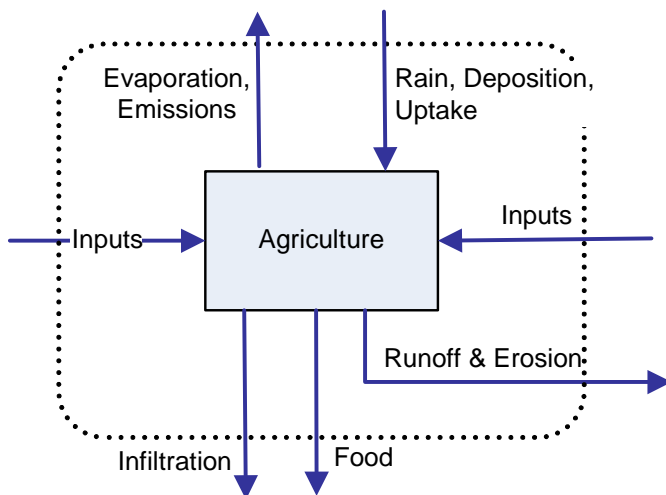 Evaporation,
Emissions
Rain, Deposition,
Uptake
Inputs
Agriculture
Inputs
Runoff & Erosion
Infiltration
Food